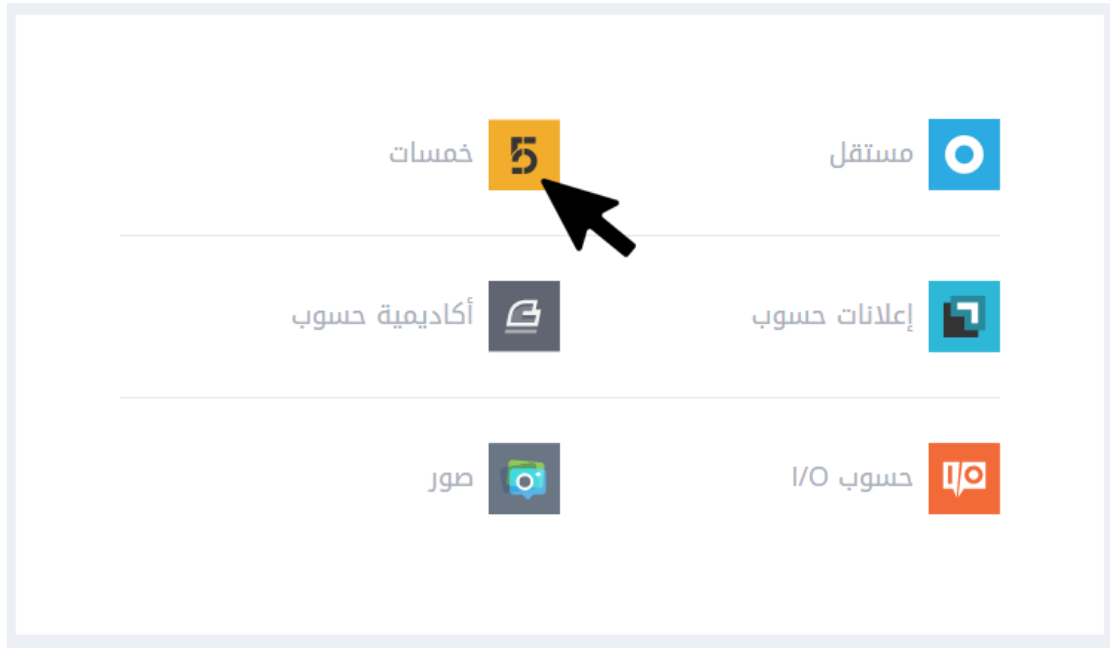 مستقل
خمسات
إعلانات حسوب
أكاديمية حسوب
حسوب I/O
صور